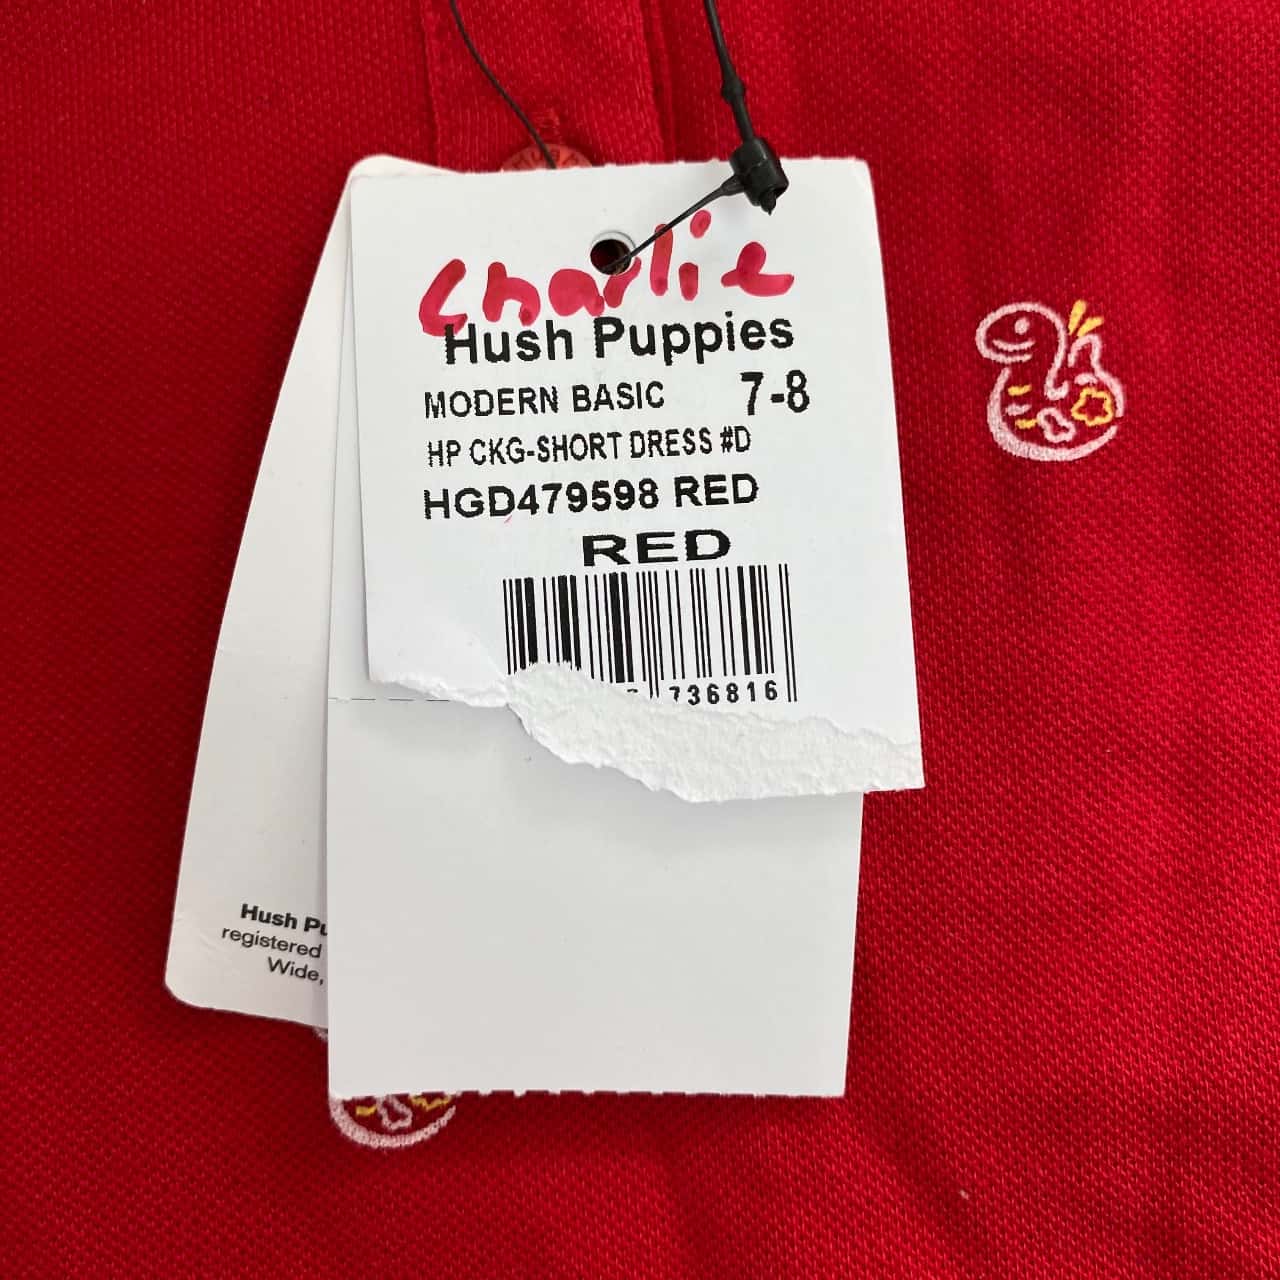 Charlie
Hush Puppies
MODERN BASIC 7-8
HP CKG-SHORT DRESS #D
HGD479598 RED
RED
736816
Hush Pu
registered
Wide,